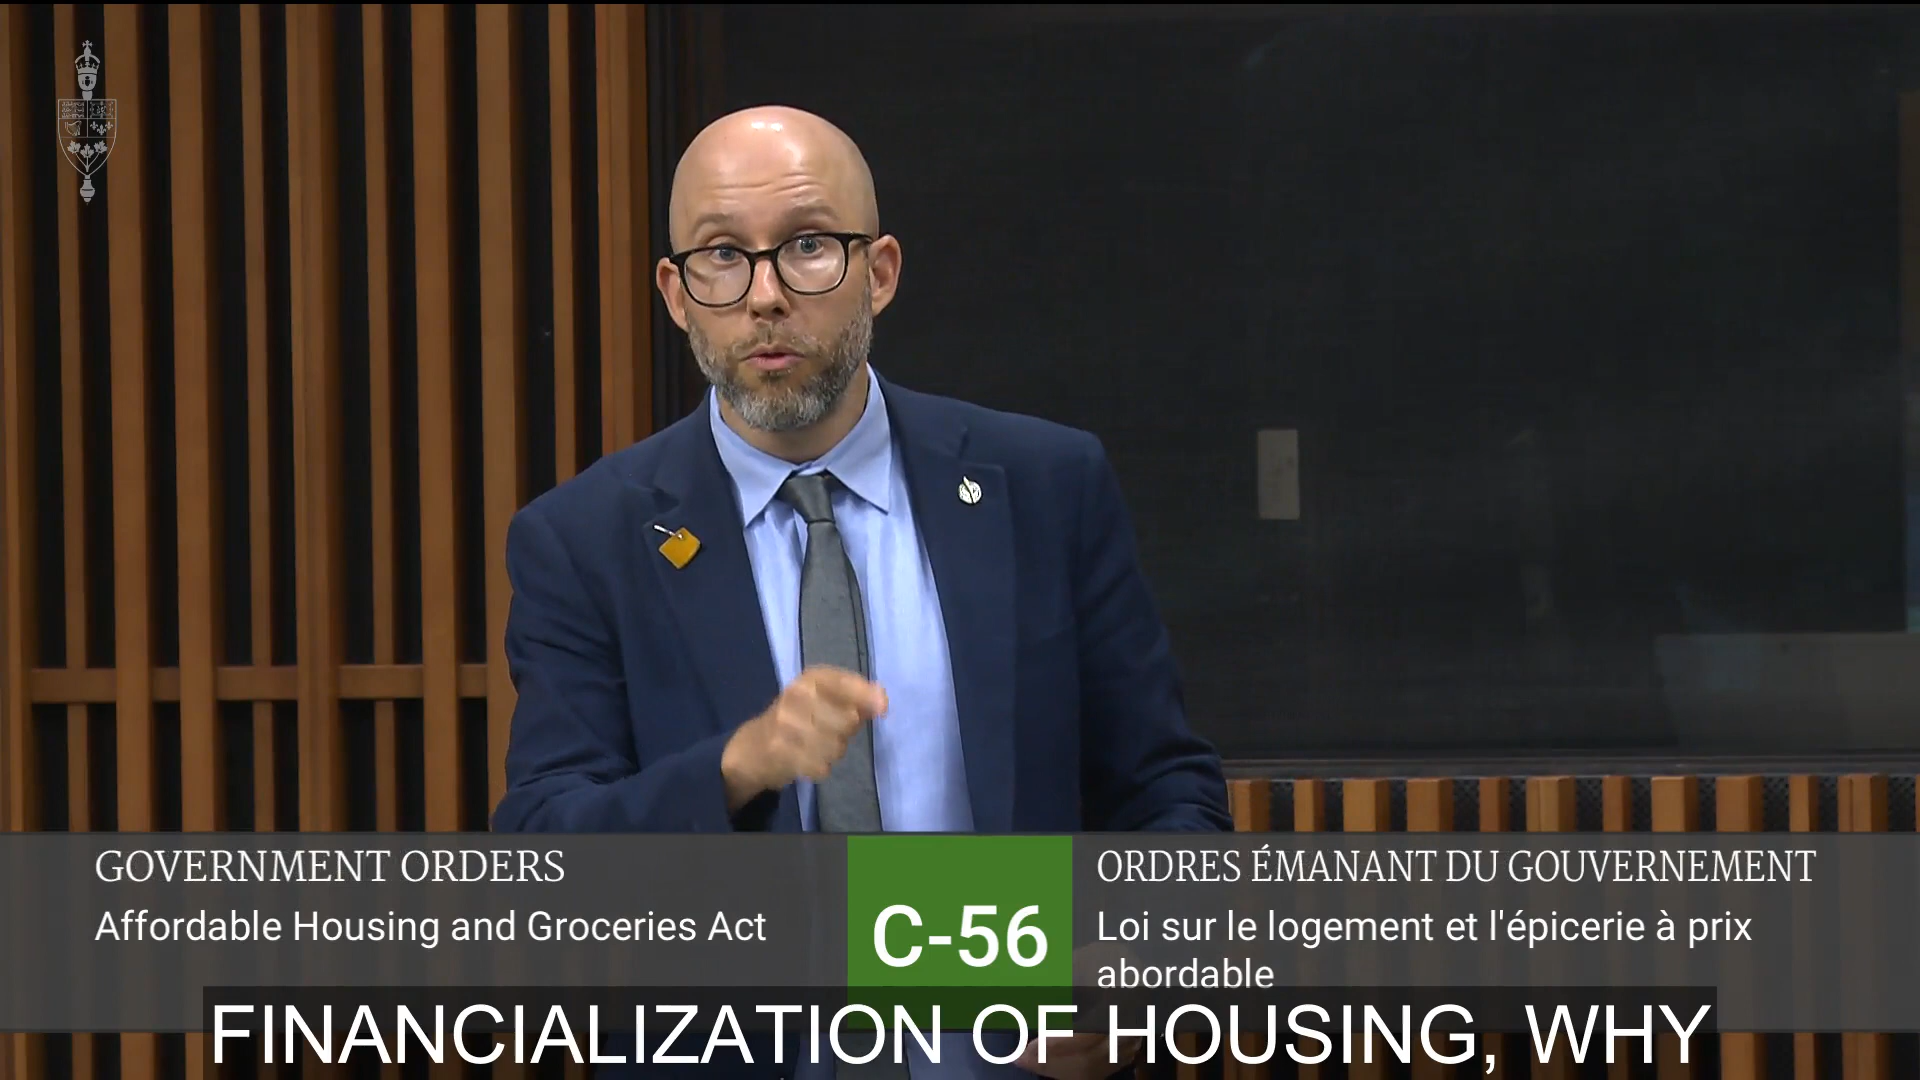 GOVERNMENT ORDERS
Affordable Housing and Groceries Act
C-56
ORDRES ÉMANANT DU GOUVERNEMENT
Loi sur le logement et l'épicerie à prix
abordable
FINANCIALIZATION OF HOUSING, WHY